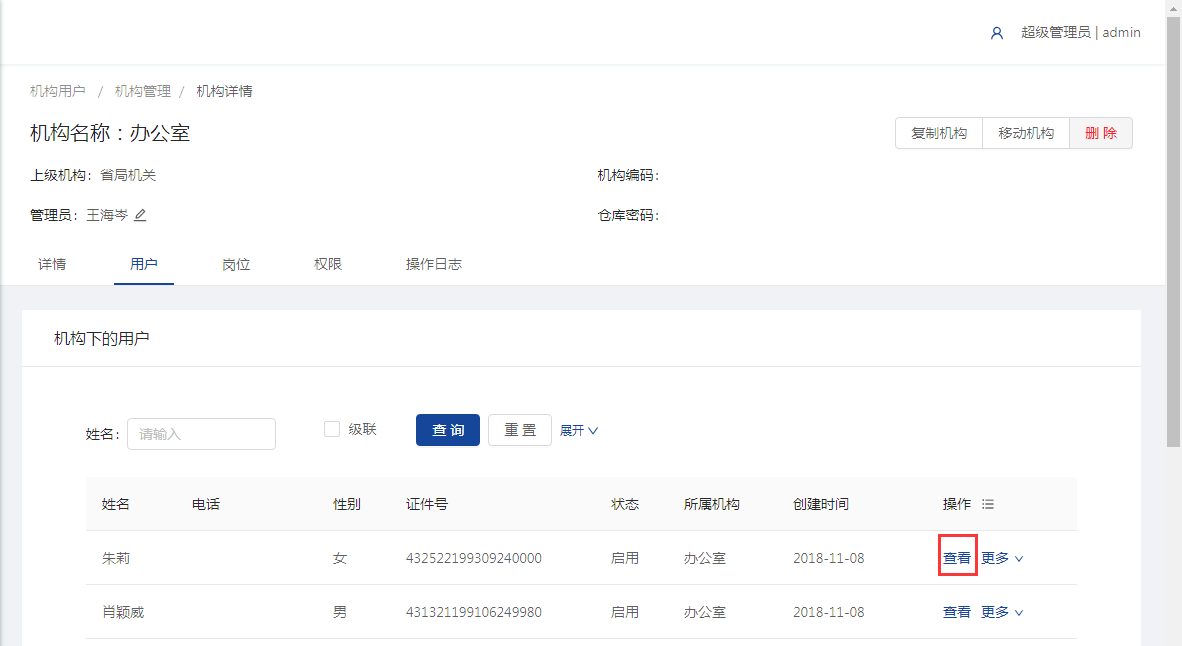 超级管理员 | admin
机构用户 / 机构管理 / 机构详情
机构名称：办公室
复制机构 移动机构 删 除
上级机构： 省局机关 机构编码：
管理员： 王海岑 仓库密码：
详情 用户 岗位 权限 操作日志
机构下的用户
姓名： 请输入 级联 查 询 重 置 展开
姓名 电话 性别 证件号 状态 所属机构 创建时间 操作
朱莉 女 432522199309240000 启用 办公室 2018-11-08 查看 更多
肖颖威 男 431321199106249980 启用 办公室 2018-11-08 查看 更多